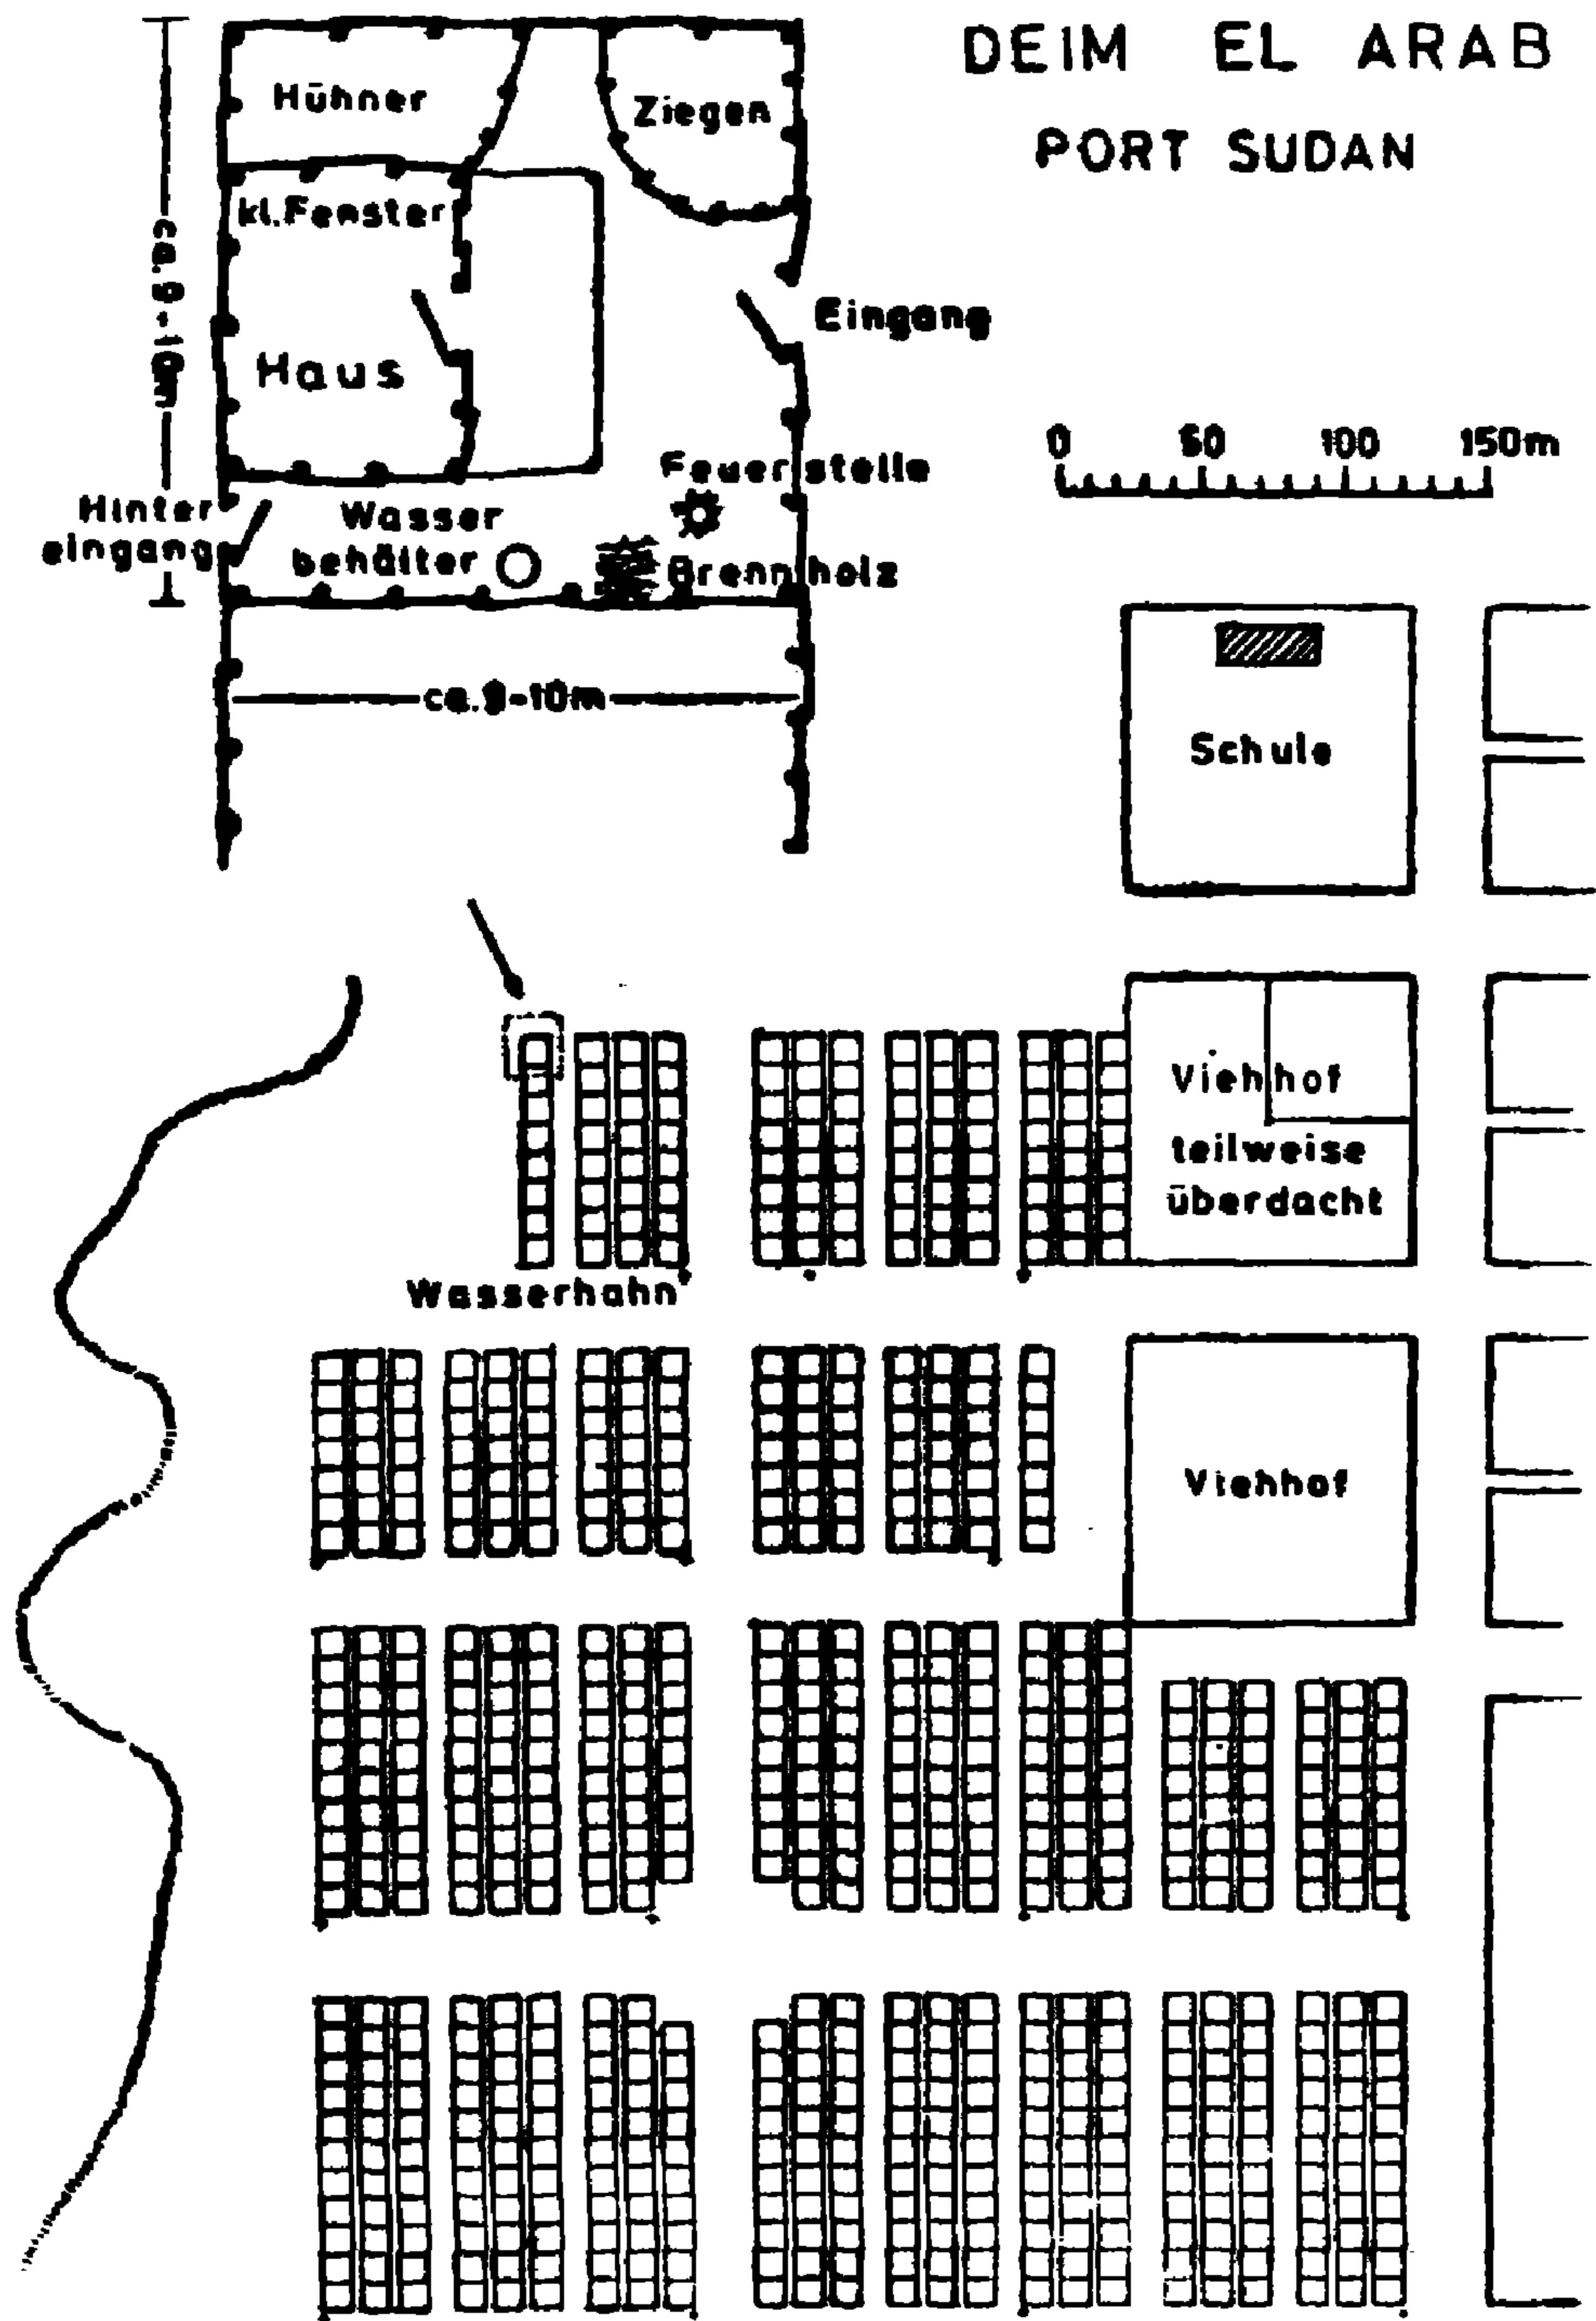 DEIM EL ARAB
PORT SUDAN
Hühner
Ziegen
kl.Fenster
ca.9-10m
Eingang
Haus
0 50 100 150m
Feuerstelle
Hinter
eingang
Wasser
behälter
Brennholz
ca.9-10m
Schule
Viehhof
teilweise
überdacht
Wasserhahn
Viehhof